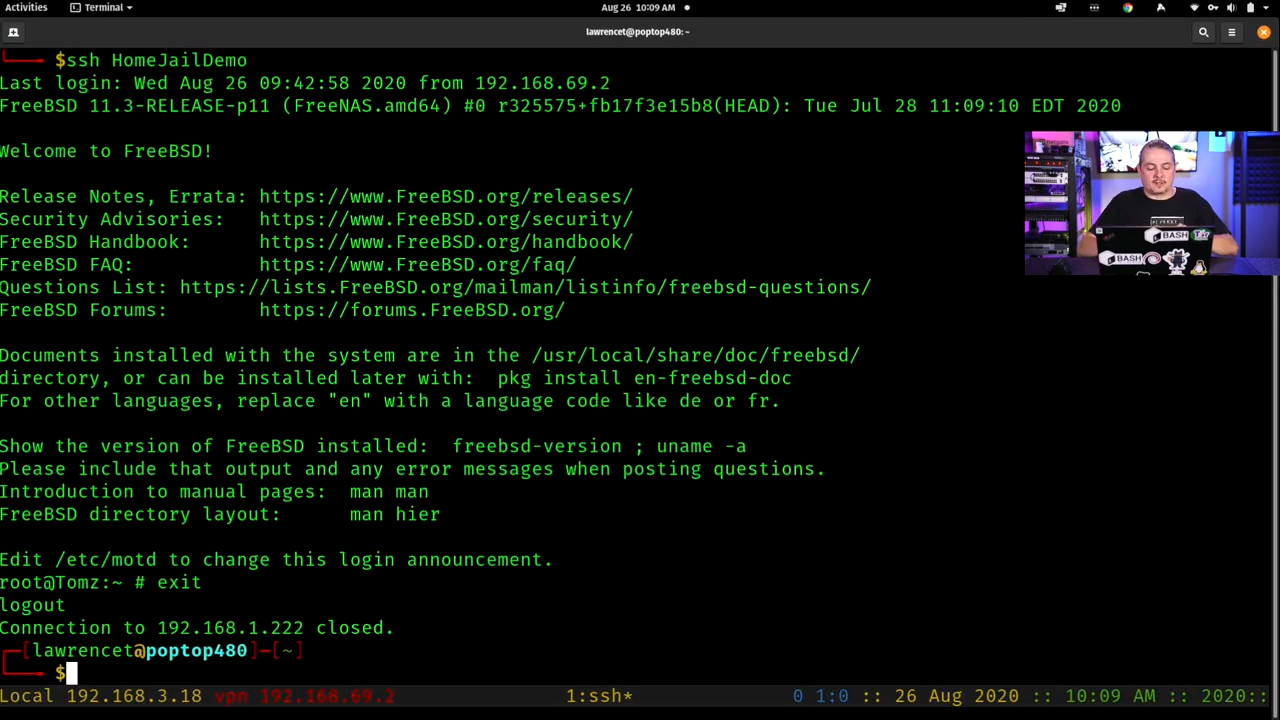 Activities
Terminal
Aug 26 10:09 AM
lawrencet@poptop480: ~
$ssh HomeJailDemo
Last login: Wed Aug 26 09:42:58 2020 from 192.168.69.2
FreeBSD 11.3-RELEASE-p11 (FreeNAS.amd64) #0 r325575+fb17f3e15b8(HEAD): Tue Jul 28 11:09:10 EDT 2020
Welcome to FreeBSD!
Release Notes, Errata: https://www.FreeBSD.org/releases/
Security Advisories: https://www.FreeBSD.org/security/
FreeBSD Handbook: https://www.FreeBSD.org/handbook/
FreeBSD FAQ: https://www.FreeBSD.org/faq/
Questions List: https://lists.FreeBSD.org/mailman/listinfo/freebsd-questions/
FreeBSD Forums: https://forums.FreeBSD.org/
Documents installed with the system are in the /usr/local/share/doc/freebsd/
directory, or can be installed later with: pkg install en-freebsd-doc
For other languages, replace "en" with a language code like de or fr.
Show the version of FreeBSD installed: freebsd-version ; uname -a
Please include that output and any error messages when posting questions.
Introduction to manual pages: man man
FreeBSD directory layout: man hier
Edit /etc/motd to change this login announcement.
root@Tomz:~ # exit
logout
Connection to 192.168.1.222 closed.
[lawrencet@poptop480]-[~]
$
Local 192.168.3.18 vpn 192.168.69.2 1:ssh* 0 1:0 :: 26 Aug 2020 :: 10:09 AM :: 2020::
BASH
BASH